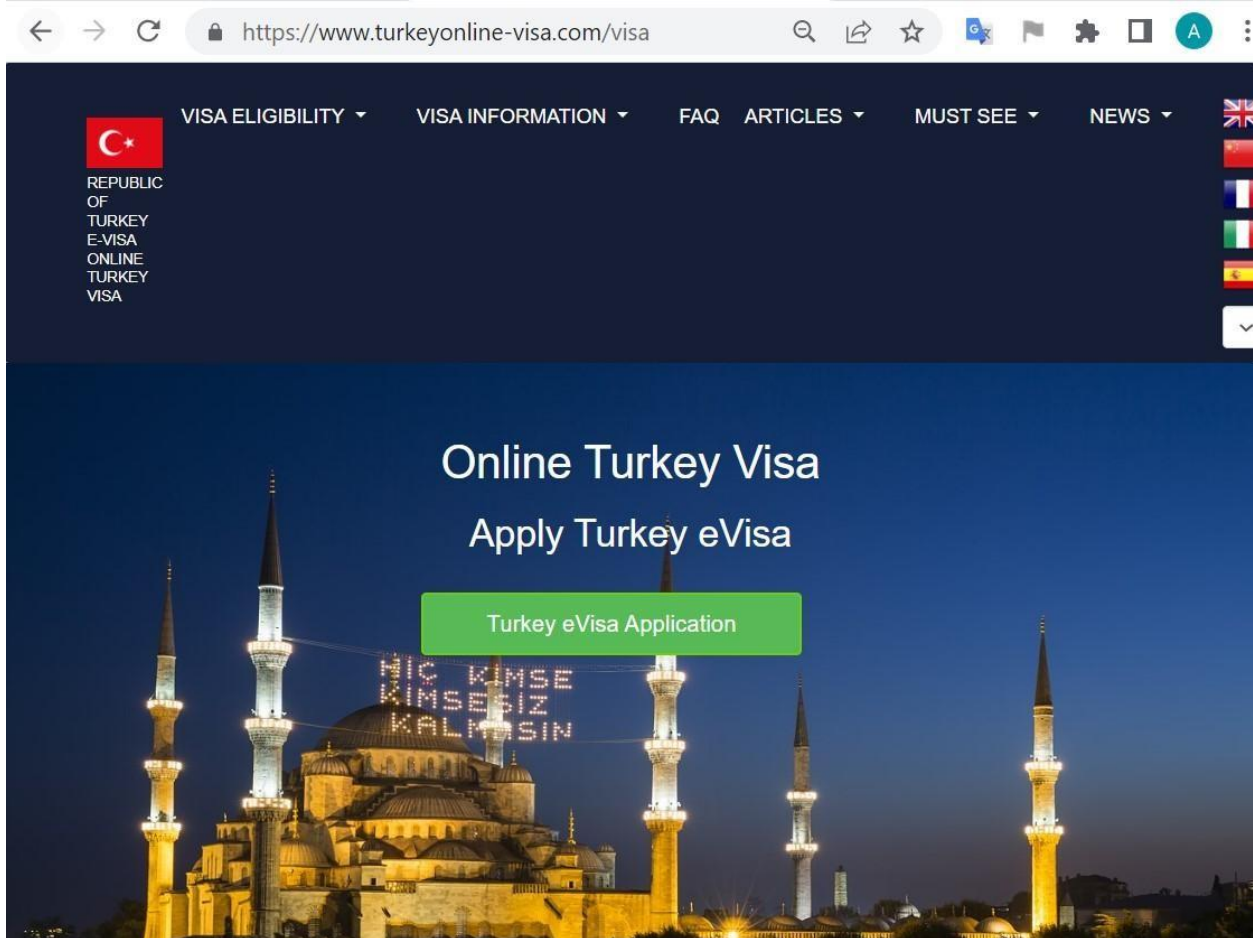 https://www.turkeyonline-visa.com/visa
A
VISA ELIGIBILITY
VISA INFORMATION
FAQ
ARTICLES
MUST SEE
NEWS
REPUBLIC
OF
TURKEY
E-VISA
ONLINE
TURKEY
VISA
Online Turkey Visa
Apply Turkey eVisa
Turkey eVisa Application
HİÇ KİMSE
KİMSESİZ
KALMASIN